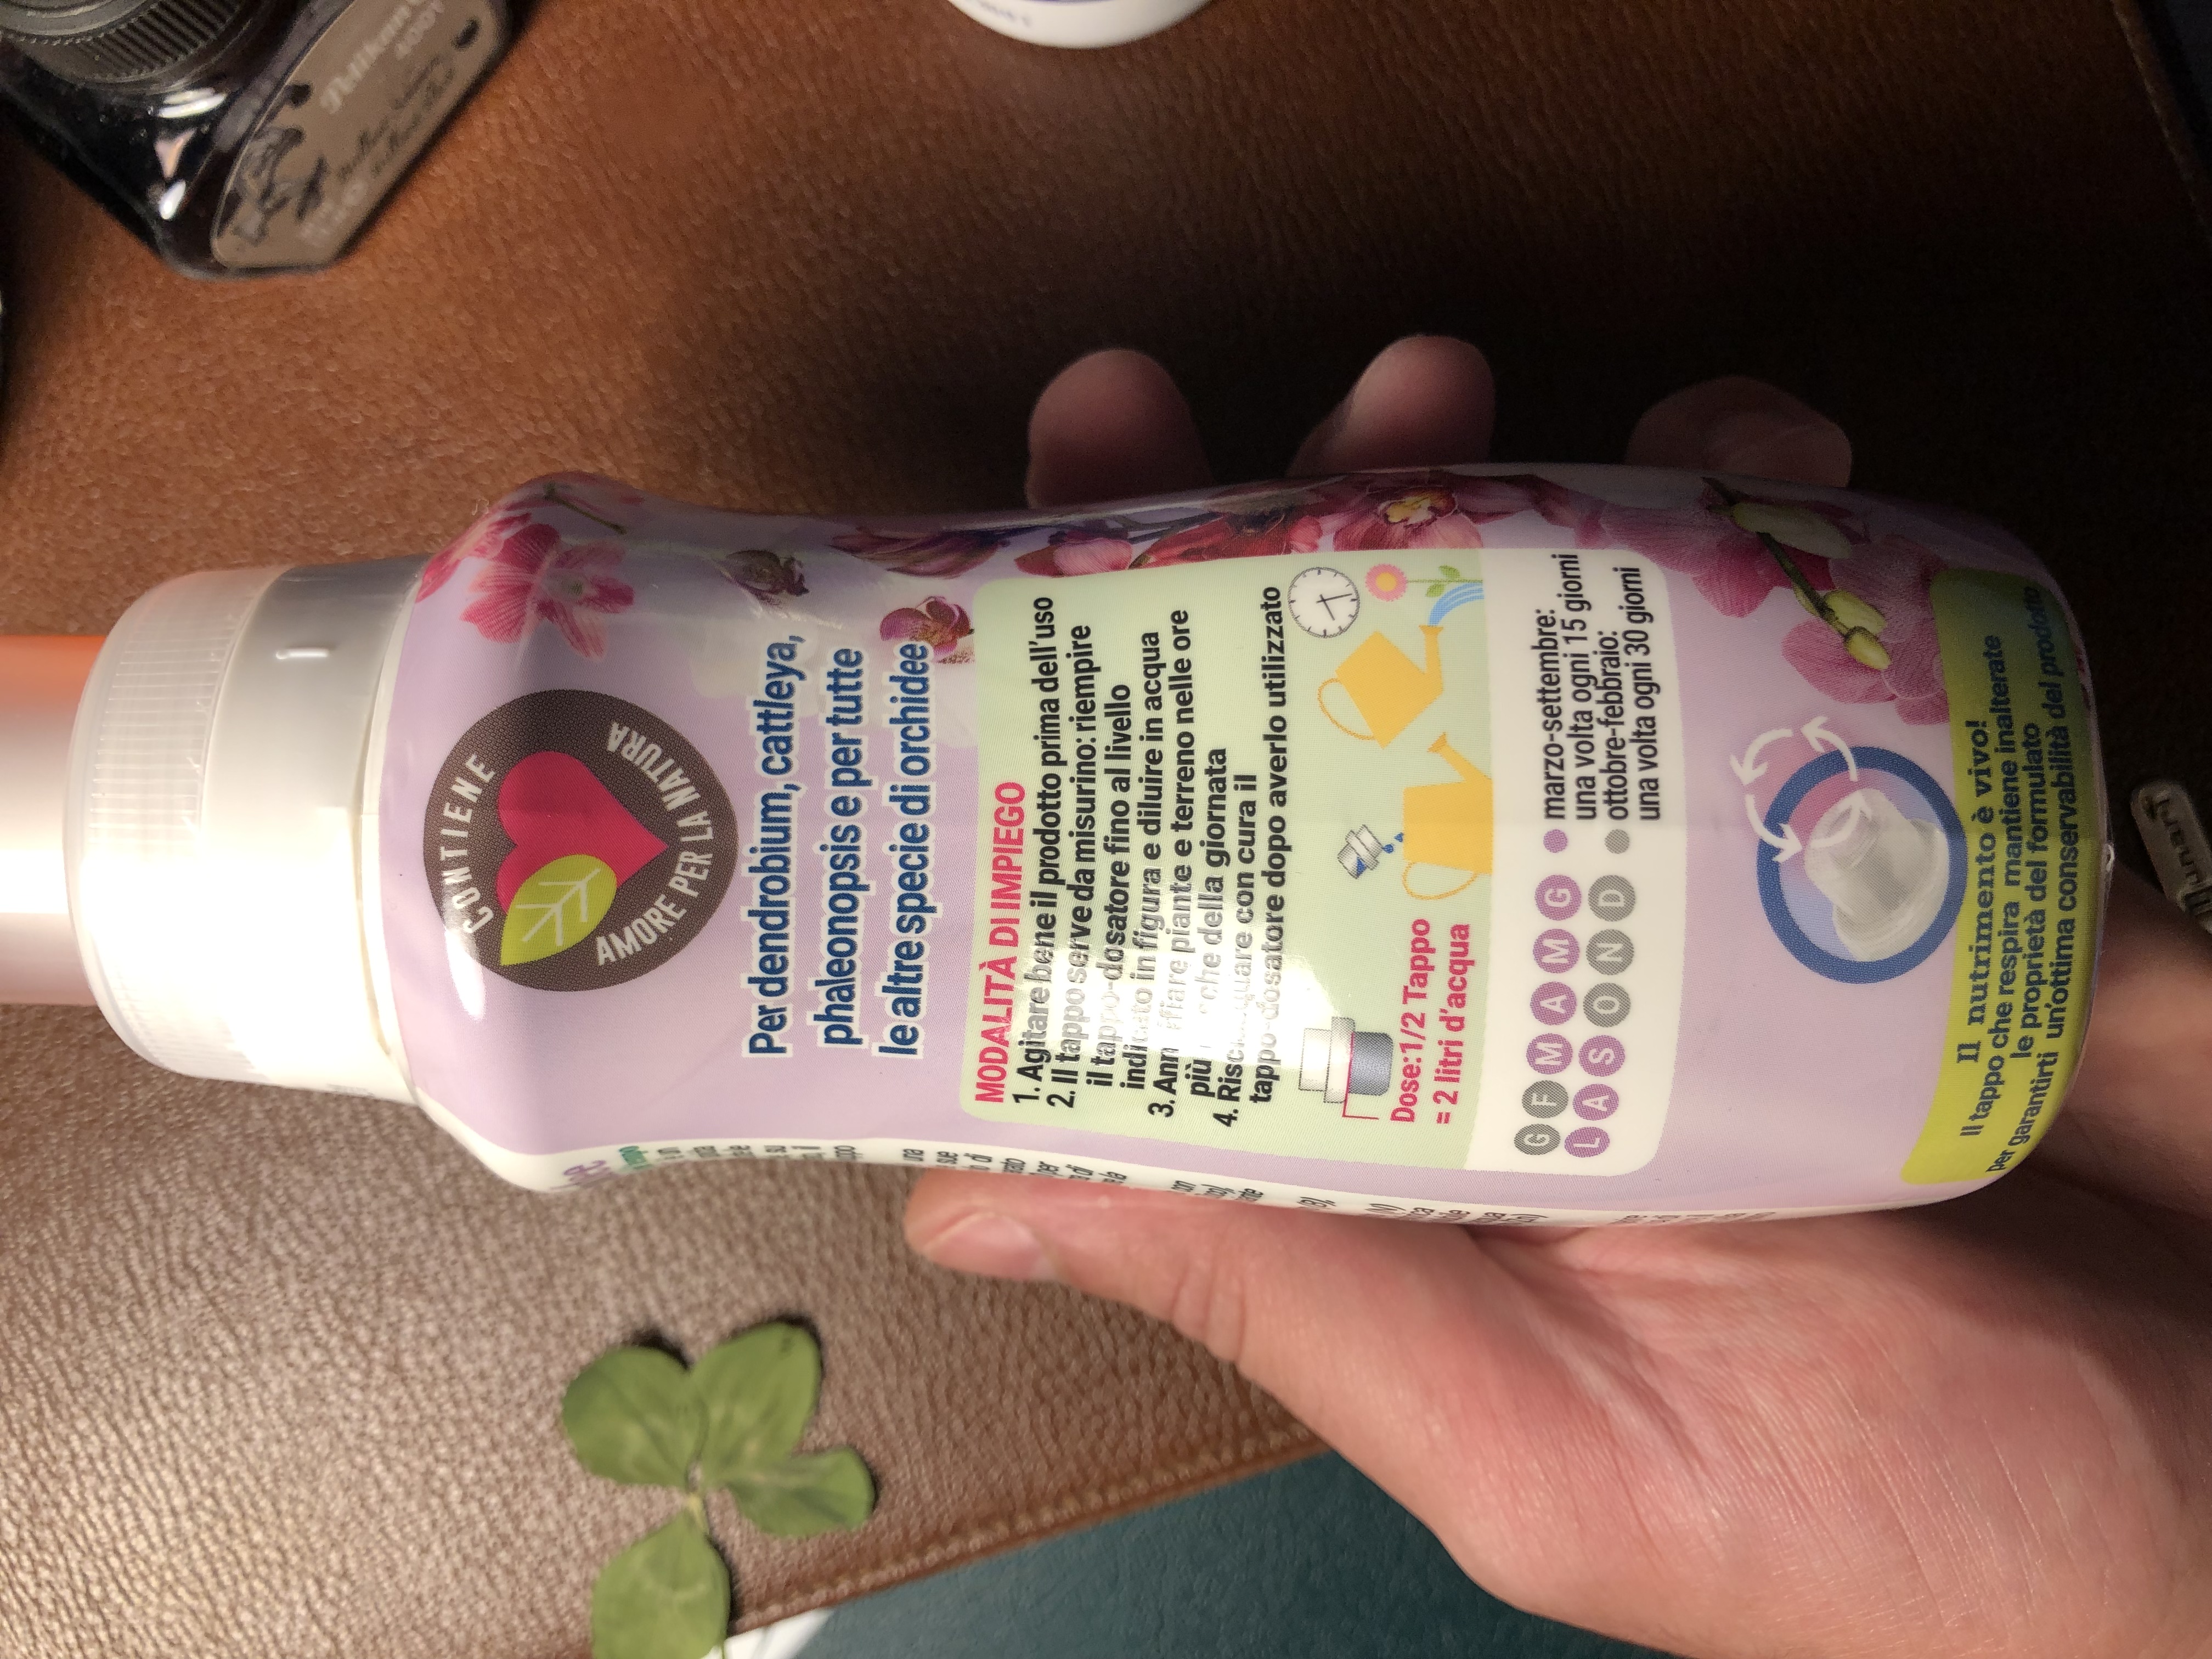 CONTIENE
AMORE PER LA NATURA
Per dendrobium, cattleya,
phaleonopsis e per tutte
le altre specie di orchidee
MODALITÀ DI IMPIEGO
1. Agitare bene il prodotto prima dell'uso
2. Il tappo serve da misurino: riempire
il tappo-dosatore fino al livello
indicato in figura e diluire in acqua
3. Annaffiare piante e terreno nelle ore
più che della giornata
4. Risciacquare con cura il
tappo-dosatore dopo averlo utilizzato
Dose:1/2 Tappo
= 2 litri d'acqua
G F M A M G
L A S O N D
marzo-settembre:
una volta ogni 15 giorni
ottobre-febbraio:
una volta ogni 30 giorni
Il nutrimento è vivo!
Il tappo che respira mantiene inalterate
le proprietà del formulato
per garantirti un'ottima conservabilità del prodotto
Pelikan
4001